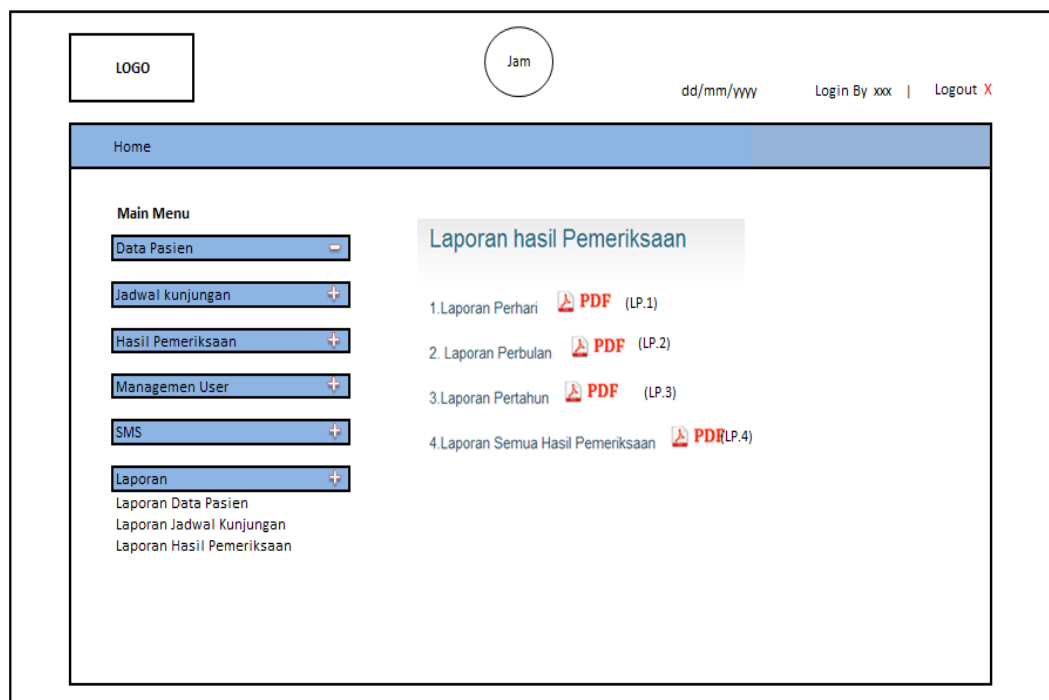 LOGO
Jam
dd/mm/yyyy Login By xxx | Logout X
Home
Main Menu
Data Pasien
Jadwal kunjungan
Hasil Pemeriksaan
Managemen User
SMS
Laporan
Laporan Data Pasien
Laporan Jadwal Kunjungan
Laporan Hasil Pemeriksaan
Laporan hasil Pemeriksaan
1.Laporan Perhari PDF (LP.1)
2. Laporan Perbulan PDF (LP.2)
3.Laporan Pertahun PDF (LP.3)
4.Laporan Semua Hasil Pemeriksaan PDF (LP.4)